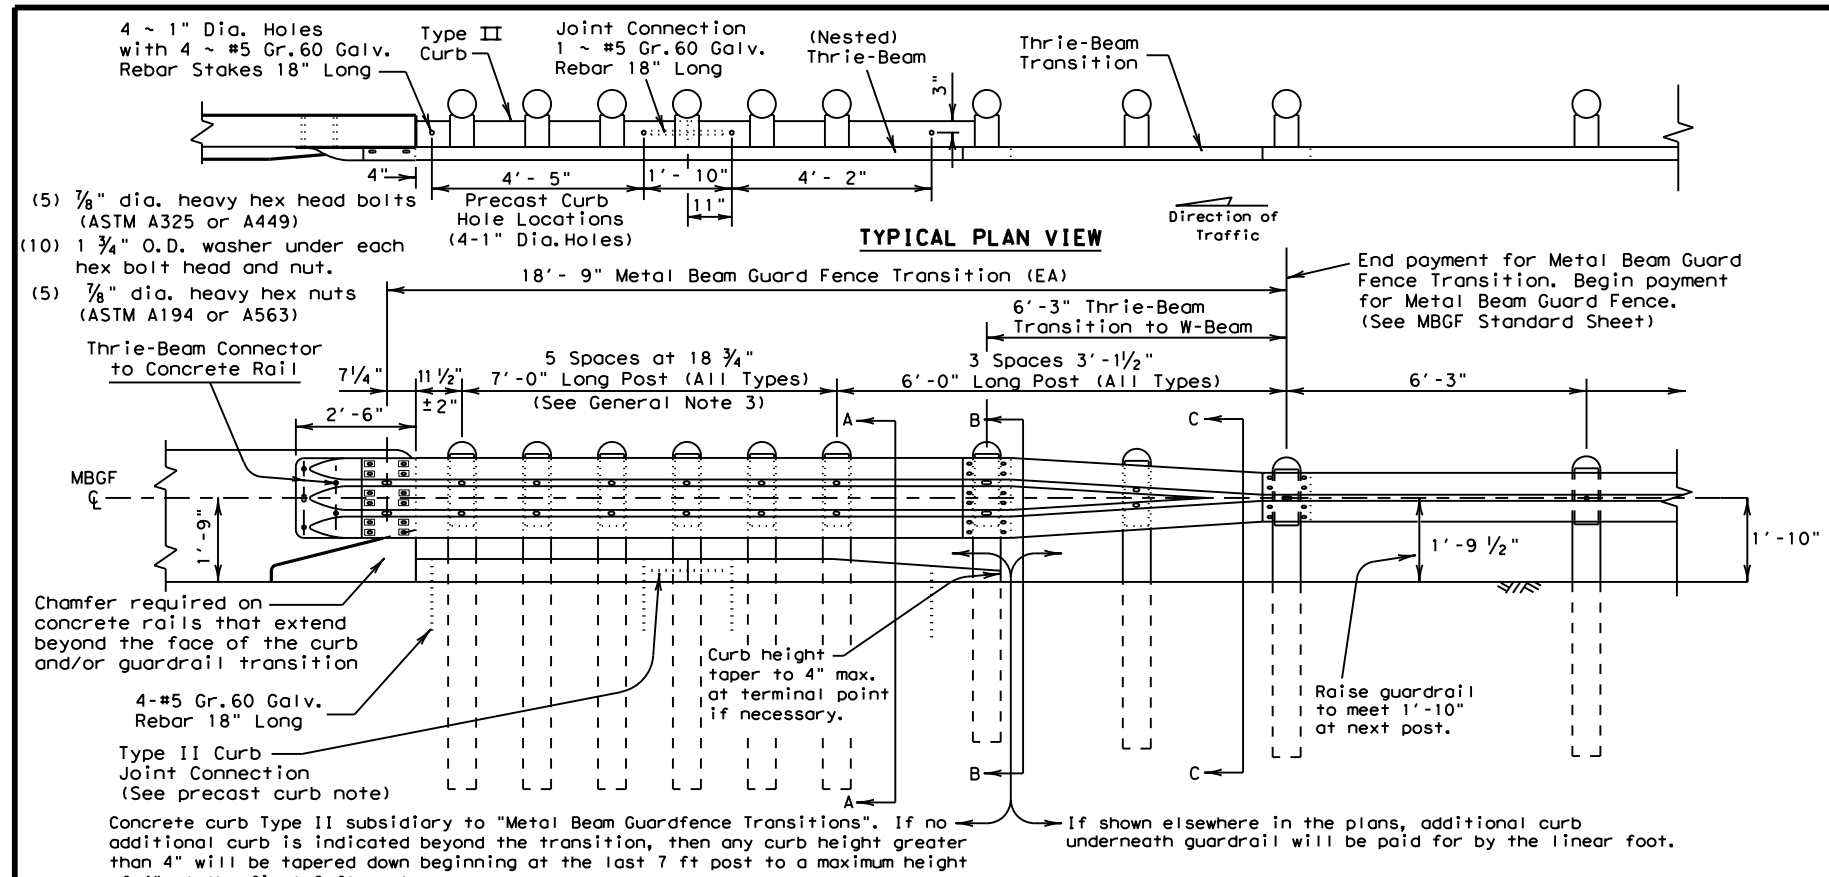 4 ~ 1" Dia. Holes
with 4 ~ #5 Gr.60 Galv.
Rebar Stakes 18" Long
Type II
Curb
Joint Connection
1 ~ #5 Gr.60 Galv.
Rebar 18" Long
(Nested)
Thrie-Beam
Thrie-Beam
Transition
3"
4"
4'- 5"
1'- 10"
4'- 2"
11"
Precast Curb
Hole Locations
(4-1" Dia.Holes)
Direction of
Traffic
TYPICAL PLAN VIEW
(5) 7/8" dia. heavy hex head bolts
(ASTM A325 or A449)
(10) 1 3/4" O.D. washer under each
hex bolt head and nut.
(5) 7/8" dia. heavy hex nuts
(ASTM A194 or A563)
18'- 9" Metal Beam Guard Fence Transition (EA)
End payment for Metal Beam Guard
Fence Transition. Begin payment
for Metal Beam Guard Fence.
(See MBGF Standard Sheet)
6'-3" Thrie-Beam
Transition to W-Beam
Thrie-Beam Connector
to Concrete Rail
7 1/4"
11 1/2"
±2"
5 Spaces at 18 3/4"
7'-0" Long Post (All Types)
(See General Note 3)
3 Spaces 3'-1 1/2"
6'-0" Long Post (All Types)
6'-3"
2'-6"
A
B
C
MBGF
CL
1'-9"
1'-9 1/2"
1'-10"
Chamfer required on
concrete rails that extend
beyond the face of the curb
and/or guardrail transition
4-#5 Gr.60 Galv.
Rebar 18" Long
Curb height
taper to 4" max.
at terminal point
if necessary.
Raise guardrail
to meet 1'-10"
at next post.
Type II Curb
Joint Connection
(See precast curb note)
B
C
A
Concrete curb Type II subsidiary to "Metal Beam Guardfence Transitions". If no
additional curb is indicated beyond the transition, then any curb height greater
than 4" will be tapered down beginning at the last 7 ft post to a maximum height
If shown elsewhere in the plans, additional curb
underneath guardrail will be paid for by the linear foot.